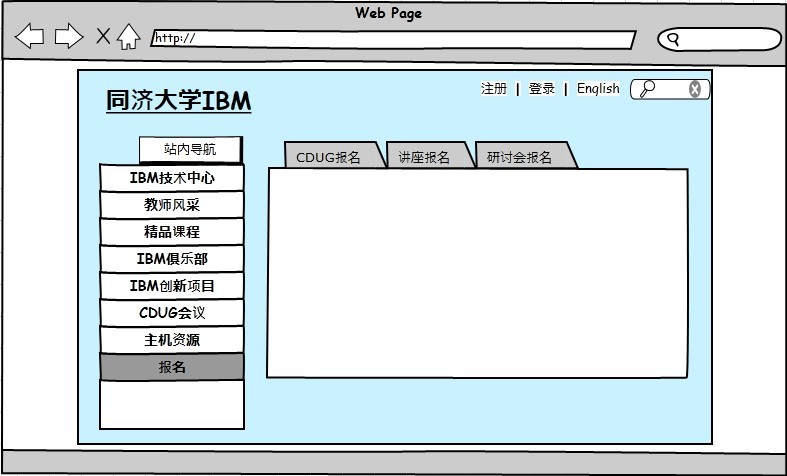 Web Page
http://
注册 | 登录 | English
同济大学IBM
站内导航
IBM技术中心
教师风采
精品课程
IBM俱乐部
IBM创新项目
CDUG会议
主机资源
报名
CDUG报名
讲座报名
研讨会报名